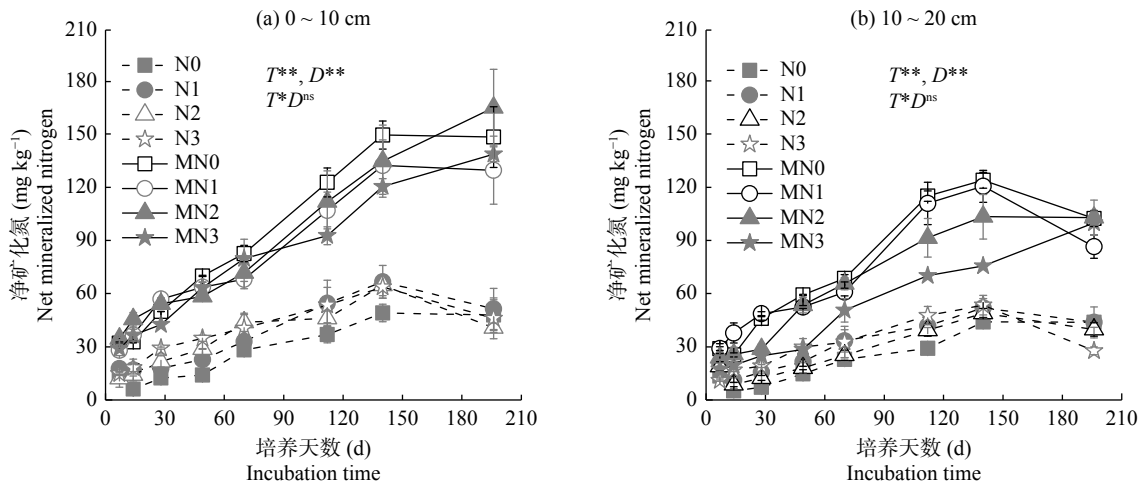 (a) 0 ~ 10 cm
净矿化氮 (mg kg⁻¹)
Net mineralized nitrogen
210
180
150
120
90
60
30
0
N0
N1
N2
N3
MN0
MN1
MN2
MN3
T**, D**
T*Dⁿˢ
0 30 60 90 120 150 180 210
培养天数 (d)
Incubation time
(b) 10 ~ 20 cm
净矿化氮 (mg kg⁻¹)
Net mineralized nitrogen
210
180
150
120
90
60
30
0
N0
N1
N2
N3
MN0
MN1
MN2
MN3
T**, D**
T*Dⁿˢ
0 30 60 90 120 150 180 210
培养天数 (d)
Incubation time